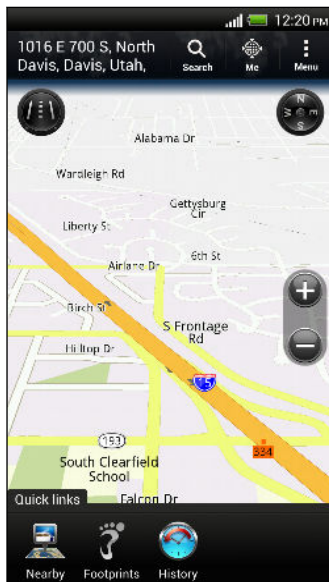 12:20 PM
1016 E 700 S, North
Davis, Davis, Utah,
Search
Me
Menu
N
W
E
S
Alabama Dr
Wardleigh Rd
Gettysburg
Cir
Liberty St
6th St
Airlane Dr
Birch St
S Frontage
Rd
Hilltop Dr
15
193
334
South Clearfield
School
Quick links
Falcon Dr
Nearby
Footprints
History